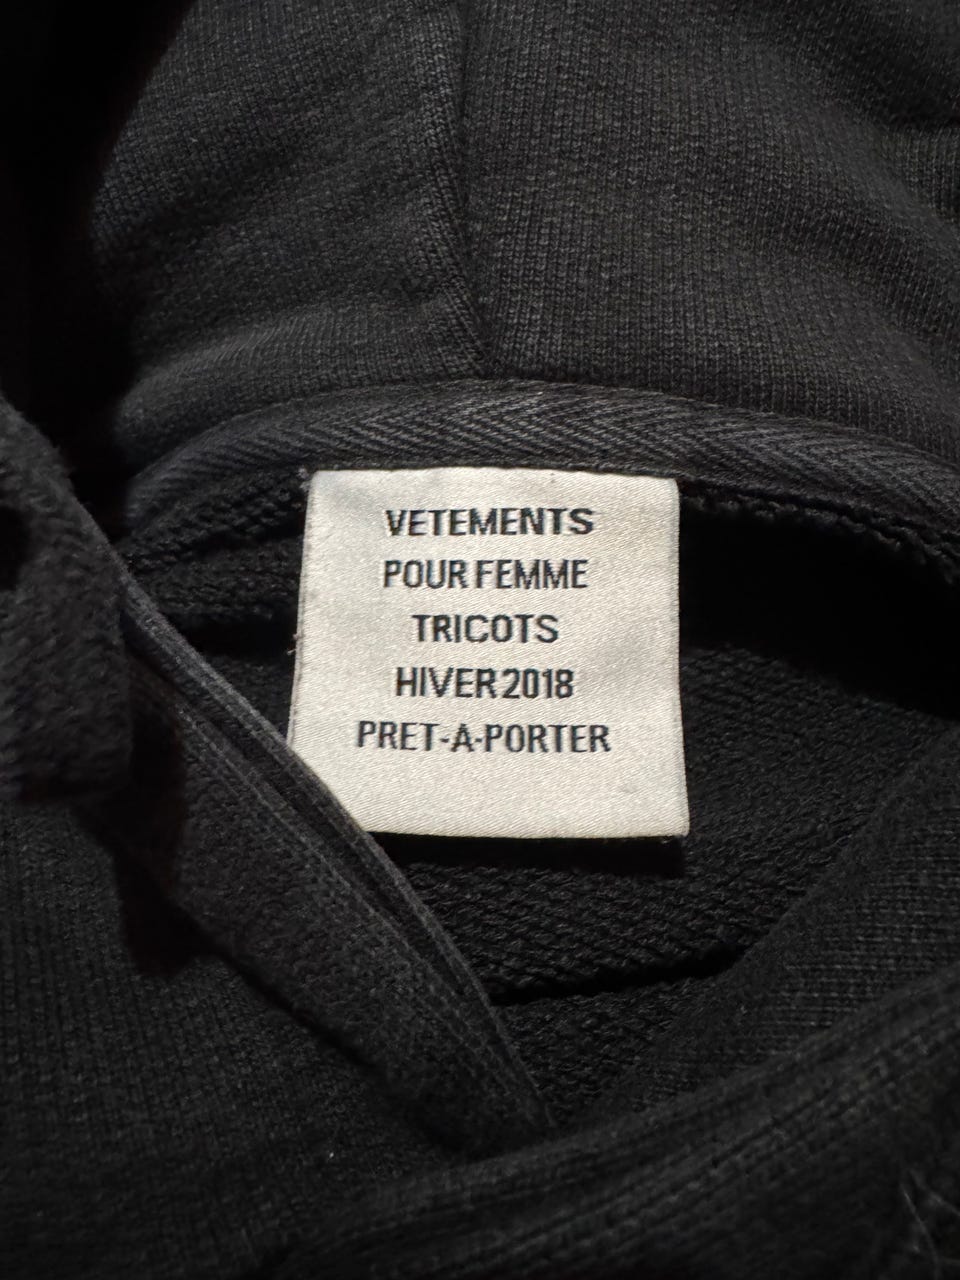 VETEMENTS
POUR FEMME
TRICOTS
HIVER 2018
PRET-A-PORTER